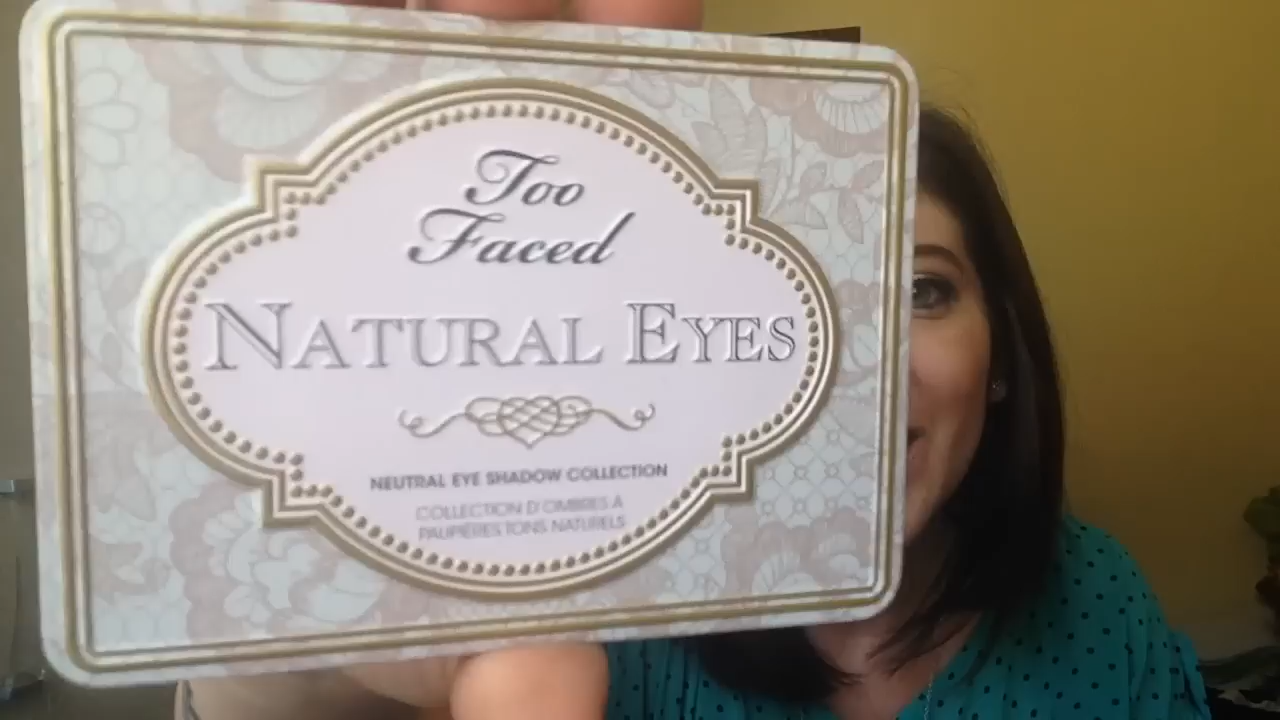 Too
Faced
NATURAL EYES
NEUTRAL EYE SHADOW COLLECTION
COLLECTION D'OMBRES À
PAUPIÈRES TONS NATURELS